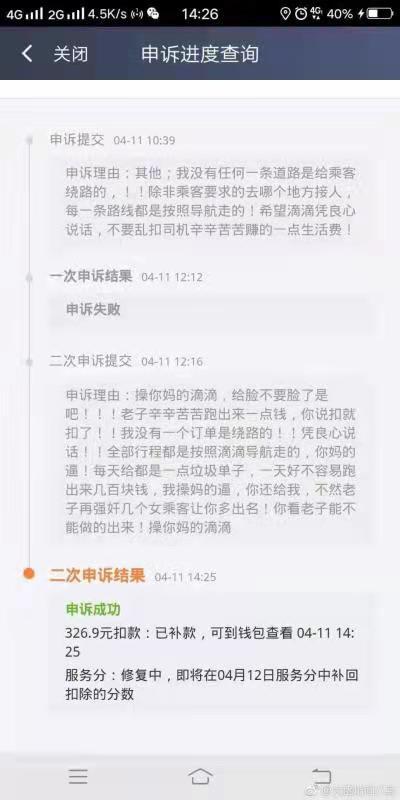 4G 2G 4.5K/s 14:26 4G 40%
关闭 申诉进度查询
申诉提交 04-11 10:39
申诉理由：其他；我没有任何一条道路是给乘客
绕路的，！！除非乘客要求的去哪个地方接人，
每一条路线都是按照导航走的！希望滴滴凭良心
说话，不要乱扣司机辛辛苦苦赚的一点生活费！
一次申诉结果 04-11 12:12
申诉失败
二次申诉提交 04-11 12:16
申诉理由：操你妈的滴滴，给脸不要脸了是
吧！！！老子辛辛苦苦跑出来一点钱，你说扣就
扣了！！我没有一个订单是绕路的！！凭良心说
话！！全部行程都是按照滴滴导航走的，你妈的
逼！每天给都是一点垃圾单子，一天好不容易跑
出来几百块钱，我操妈的逼，你还给我，不然老
子再强奸几个女乘客让你多出名！你看老子能不
能做的出来！操你妈的滴滴
二次申诉结果 04-11 14:25
申诉成功
326.9元扣款：已补款，可到钱包查看 04-11 14:
25
服务分：修复中，即将在04月12日服务分中补回
扣除的分数